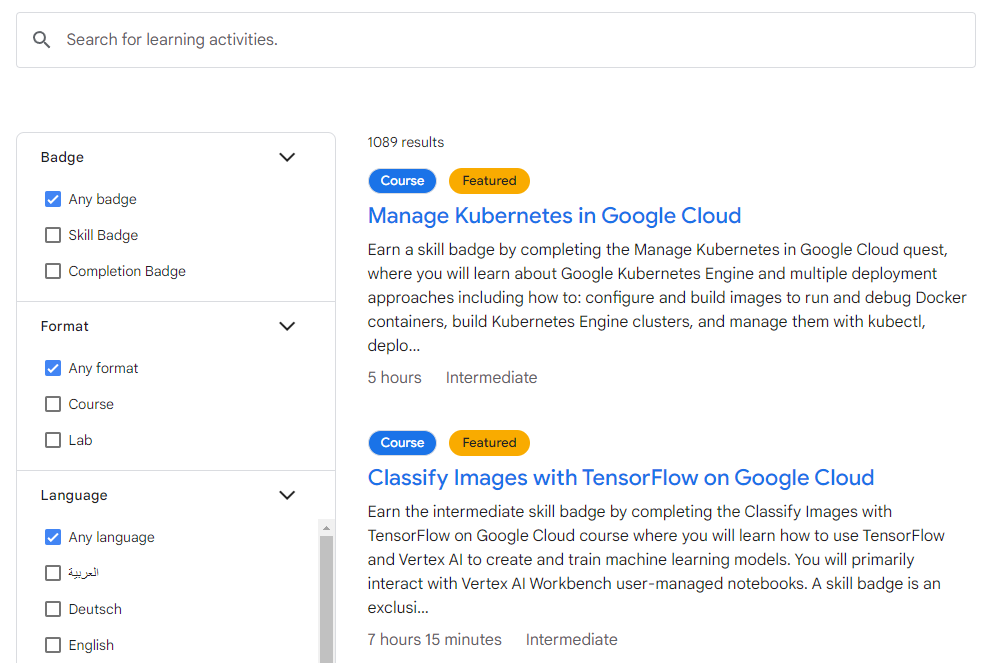 Search for learning activities.
Badge
Any badge
Skill Badge
Completion Badge
Format
Any format
Course
Lab
Language
Any language
العربية
Deutsch
English
1089 results
Course Featured
Manage Kubernetes in Google Cloud
Earn a skill badge by completing the Manage Kubernetes in Google Cloud quest,
where you will learn about Google Kubernetes Engine and multiple deployment
approaches including how to: configure and build images to run and debug Docker
containers, build Kubernetes Engine clusters, and manage them with kubectl,
deplo...
5 hours Intermediate
Course Featured
Classify Images with TensorFlow on Google Cloud
Earn the intermediate skill badge by completing the Classify Images with
TensorFlow on Google Cloud course where you will learn how to use TensorFlow
and Vertex AI to create and train machine learning models. You will primarily
interact with Vertex AI Workbench user-managed notebooks. A skill badge is an
exclusi...
7 hours 15 minutes Intermediate